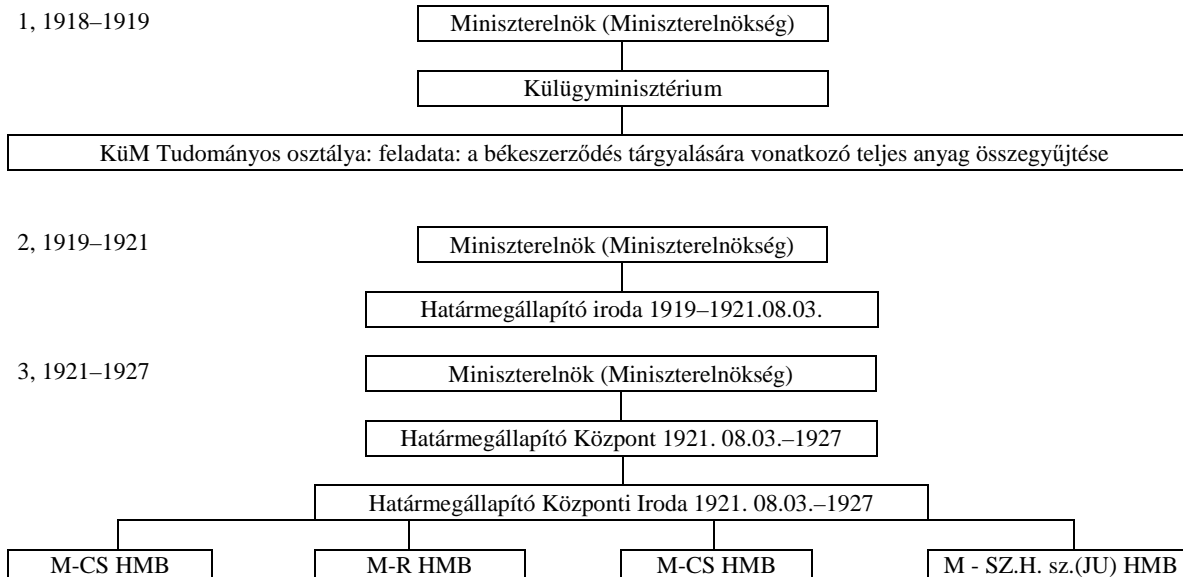 1, 1918–1919
Miniszterelnök (Miniszterelnökség)
Külügyminisztérium
KüM Tudományos osztálya: feladata: a békeszerződés tárgyalására vonatkozó teljes anyag összegyűjtése
2, 1919–1921
Miniszterelnök (Miniszterelnökség)
Határmegállapító iroda 1919–1921.08.03.
3, 1921–1927
Miniszterelnök (Miniszterelnökség)
Határmegállapító Központ 1921. 08.03.–1927
Határmegállapító Központi Iroda 1921. 08.03.–1927
M-CS HMB
M-R HMB
M-CS HMB
M - SZ.H. sz.(JU) HMB